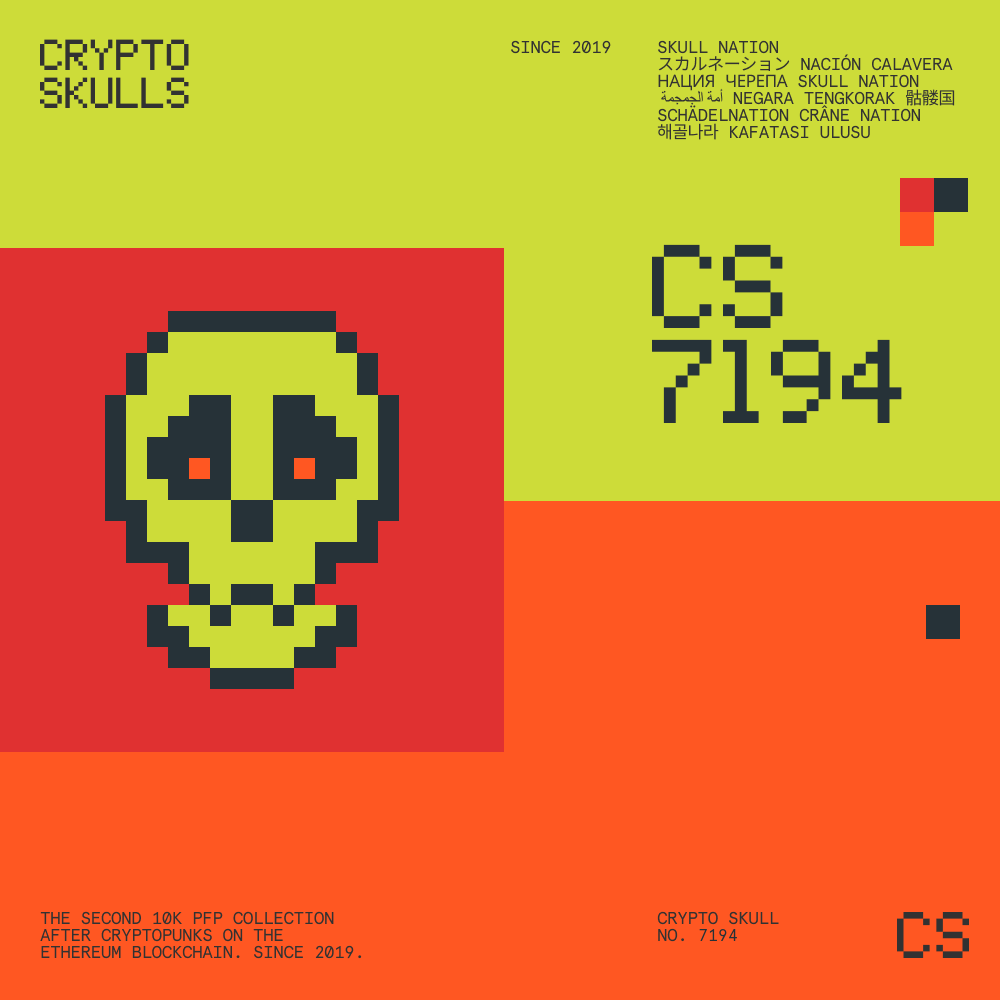 CRYPTO
SKULLS
SINCE 2019
SKULL NATION
スカルネーション NACIÓN CALAVERA
НАЦИЯ ЧЕРЕПА SKULL NATION
أمة الجمجمة NEGARA TENGKORAK 骷髅国
SCHÄDELNATION CRÂNE NATION
해골나라 KAFATASI ULUSU
CS
7194
THE SECOND 10K PFP COLLECTION
AFTER CRYPTOPUNKS ON THE
ETHEREUM BLOCKCHAIN. SINCE 2019.
CRYPTO SKULL
NO. 7194
CS